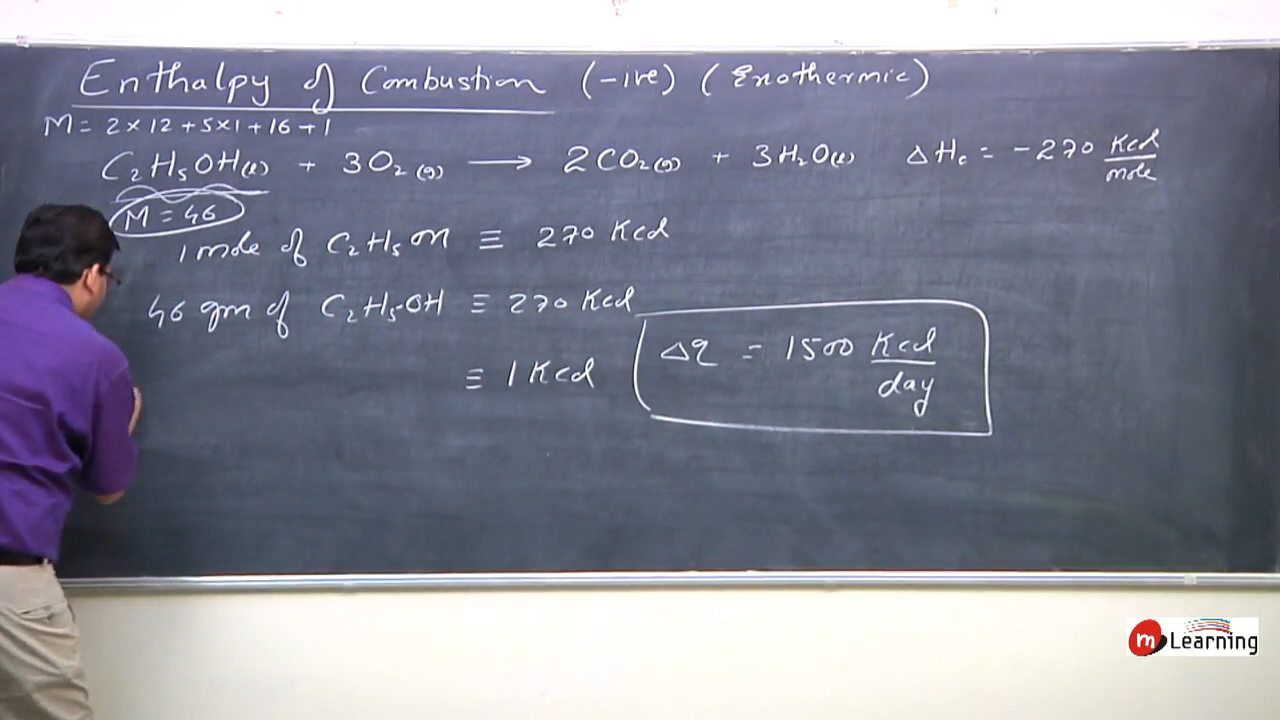 Enthalpy of Combustion (-ive) (Exothermic)
M = 2 × 12 + 5 × 1 + 16 + 1
C₂H₅OH(l) + 3O₂(g) ⟶ 2CO₂(g) + 3H₂O(l) ΔHc = -270 Kcal/mole
M = 46
1 mole of C₂H₅OH ≡ 270 Kcal
46 gm of C₂H₅OH ≡ 270 Kcal
≡ 1 Kcal
Δq = 1500 Kcal/day
m Learning